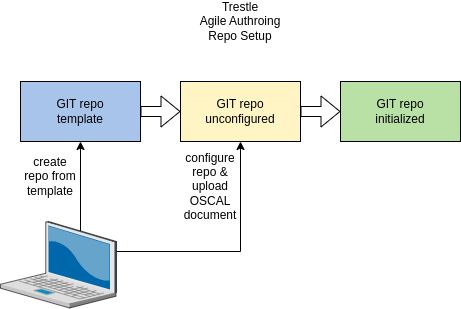 Trestle
Agile Authroing
Repo Setup
GIT repo
template
GIT repo
unconfigured
GIT repo
initialized
create
repo from
template
configure
repo &
upload
OSCAL
document